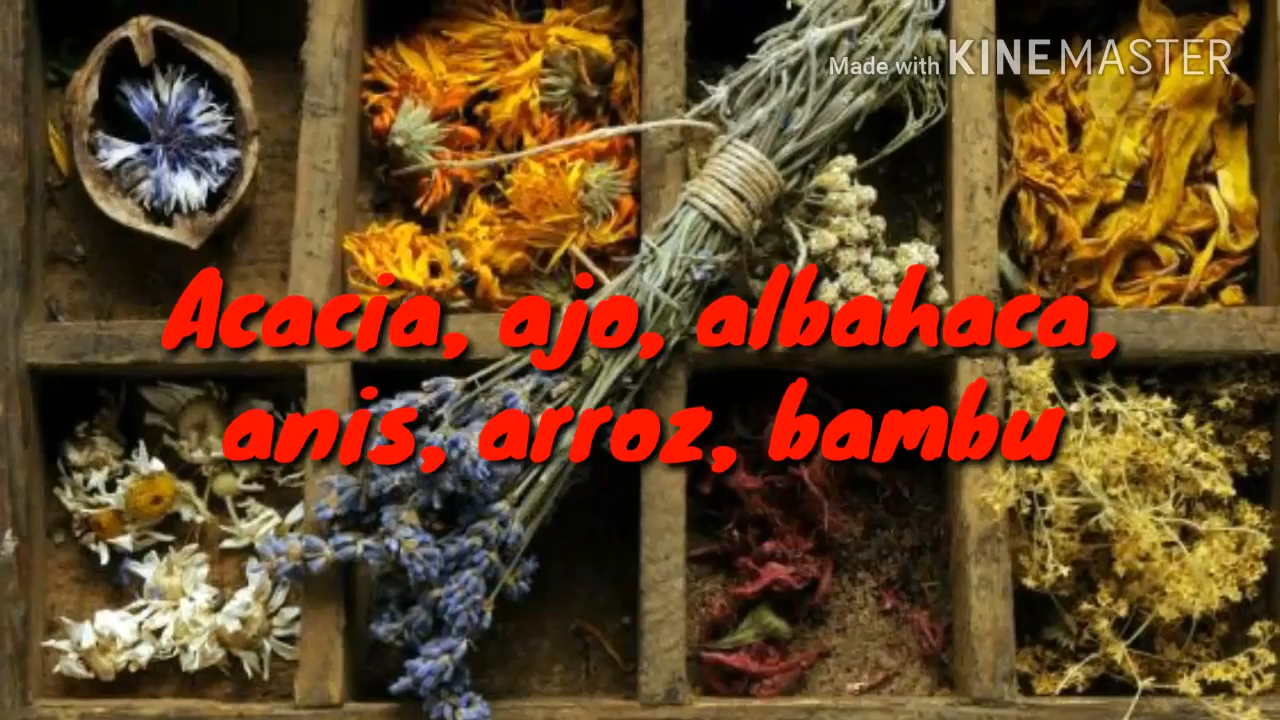 Made with KINEMASTER
Acacia, ajo, albahaca,
anis, arroz, bambu